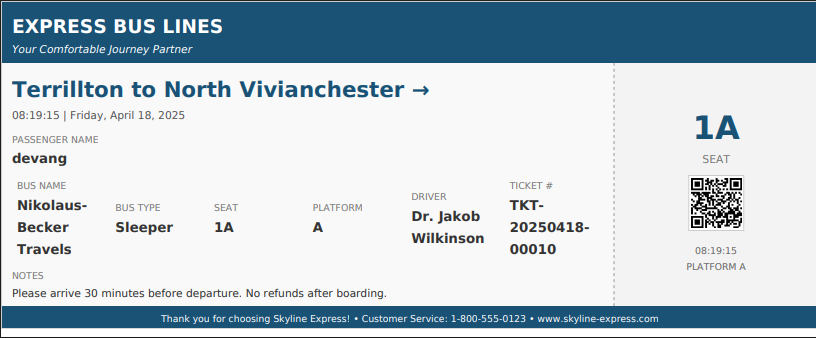 EXPRESS BUS LINES
Your Comfortable Journey Partner
Terrillton to North Vivianchester →
08:19:15 | Friday, April 18, 2025
PASSENGER NAME
devang
BUS NAME
Nikolaus-
Becker
Travels
BUS TYPE
Sleeper
SEAT
1A
PLATFORM
A
DRIVER
Dr. Jakob
Wilkinson
TICKET #
TKT-
20250418-
00010
NOTES
Please arrive 30 minutes before departure. No refunds after boarding.
1A
SEAT
08:19:15
PLATFORM A
Thank you for choosing Skyline Express! • Customer Service: 1-800-555-0123 • www.skyline-express.com